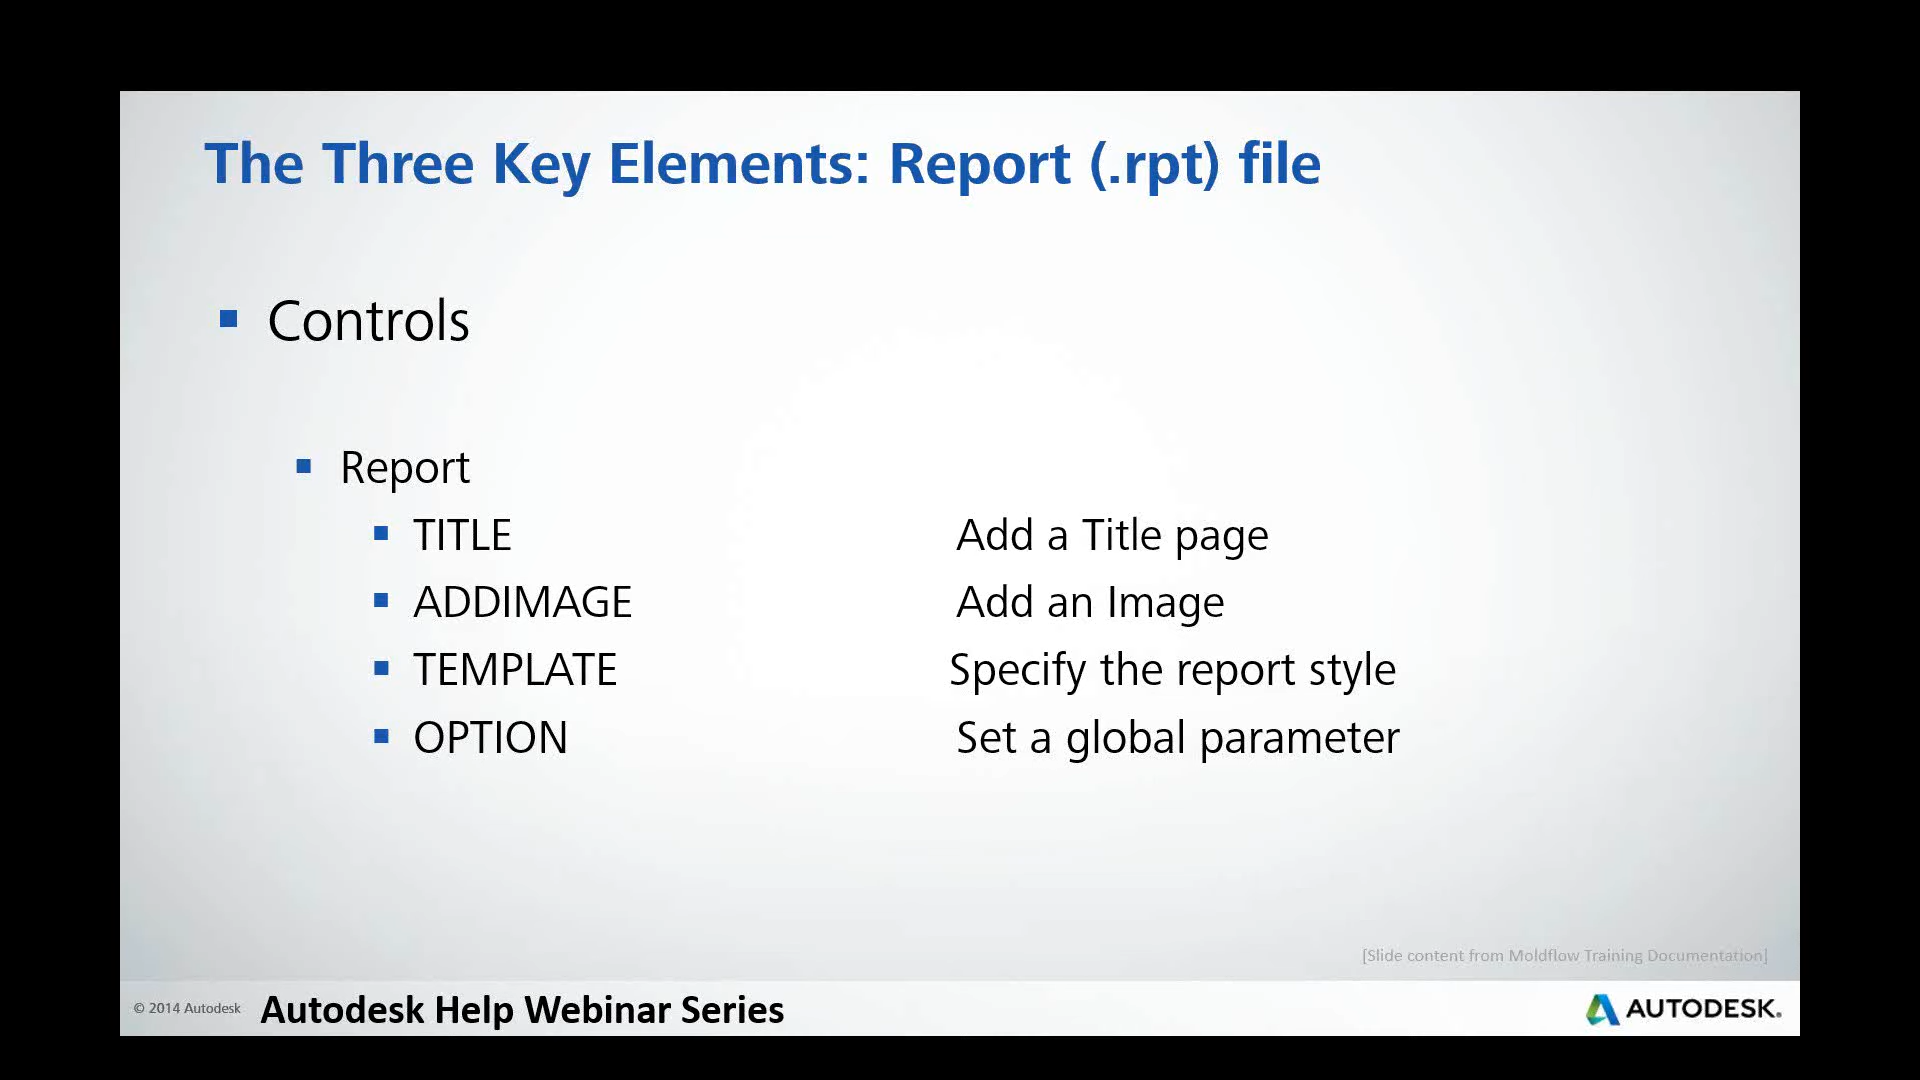 The Three Key Elements: Report (.rpt) file
Controls
Report
TITLE Add a Title page
ADDIMAGE Add an Image
TEMPLATE Specify the report style
OPTION Set a global parameter
[Slide content from Moldflow Training Documentation]
© 2014 Autodesk Autodesk Help Webinar Series AUTODESK.